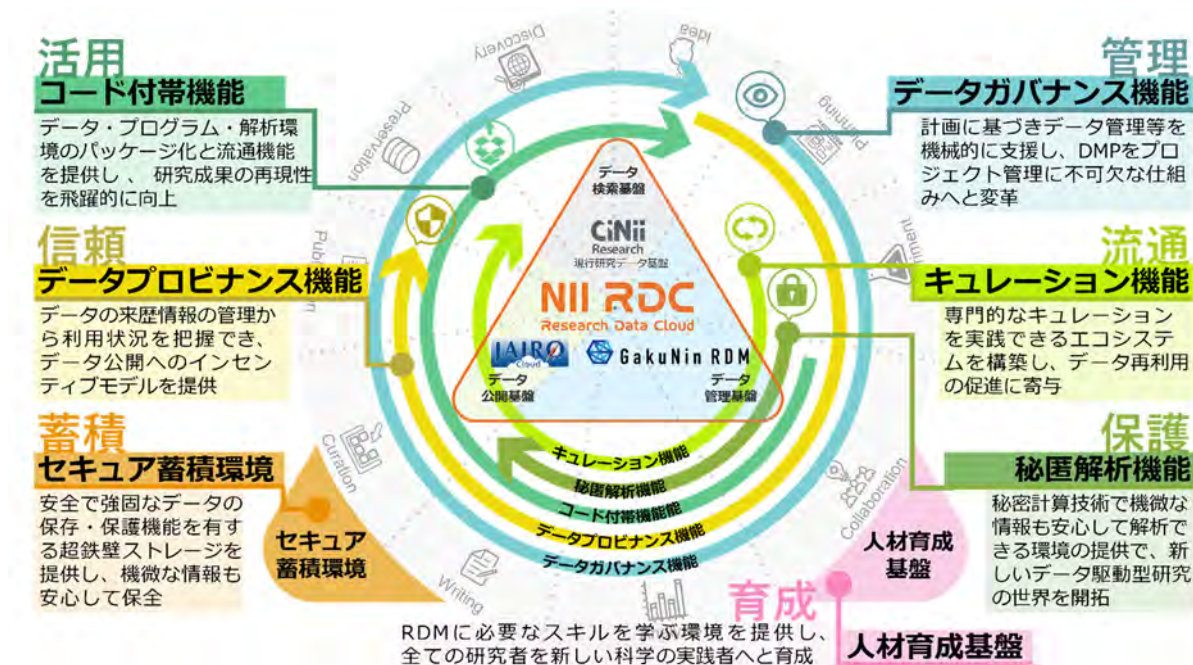 活用
コード付帯機能
データ・プログラム・解析環
境のパッケージ化と流通機能
を提供し 、 研究成果の再現性
を飛躍的に向上
信頼
データプロビナンス機能
データの来歴情報の管理か
ら利用状況を把握でき、
データ公開へのインセン
ティブモデルを提供
蓄積
セキュア蓄積環境
安全で強固なデータの
保存・保護機能を有す
る超鉄壁ストレージを
提供し、機微な情報も
安心して保全
セキュア
蓄積環境
Discovery
Idea
Preservation
Planning
Curation
Writing
Collaboration
データ
検索基盤
CiNii
Research
現行研究データ基盤
NII RDC
Research Data Cloud
JAIRO
Cloud
GakuNin RDM
データ
公開基盤
データ
管理基盤
キュレーション機能
秘匿解析機能
コード付帯機能能
データプロビナンス機能
データガバナンス機能
管理
データガバナンス機能
計画に基づきデータ管理等を
機械的に支援し、DMPをプロ
ジェクト管理に不可欠な仕組
みへと変革
流通
キュレーション機能
専門的なキュレーション
を実践できるエコシステ
ムを構築し、データ再利用
の促進に寄与
保護
秘匿解析機能
秘密計算技術で機微な
情報も安心して解析で
きる環境の提供で、新
しいデータ駆動型研究
の世界を開拓
人材育成
基盤
育成
人材育成基盤
RDMに必要なスキルを学ぶ環境を提供し、
全ての研究者を新しい科学の実践者へと育成